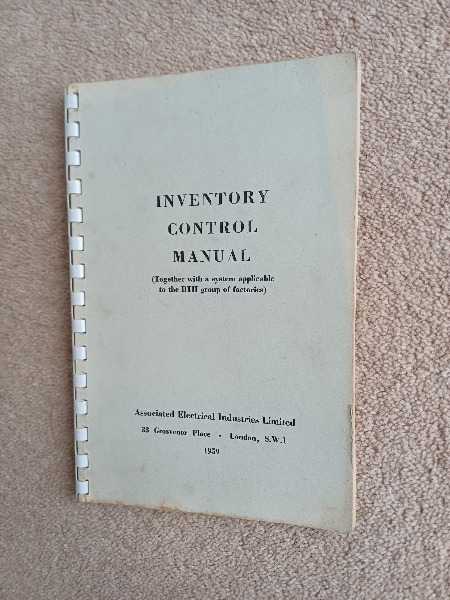 INVENTORY
CONTROL
MANUAL
(Together with a system applicable
to the BTH group of factories)
Associated Electrical Industries Limited
33 Grosvenor Place - London, S.W.1
1959